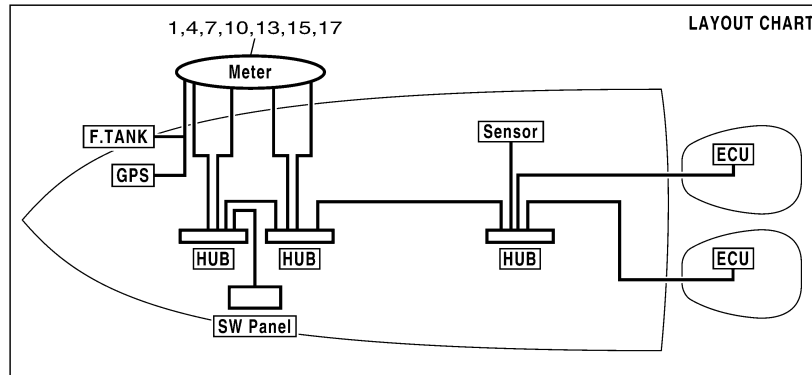 LAYOUT CHART
1,4,7,10,13,15,17
Meter
F.TANK
GPS
Sensor
ECU
HUB
HUB
HUB
ECU
SW Panel